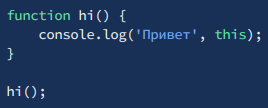 function hi() {
    console.log('Привет', this);
}

hi();